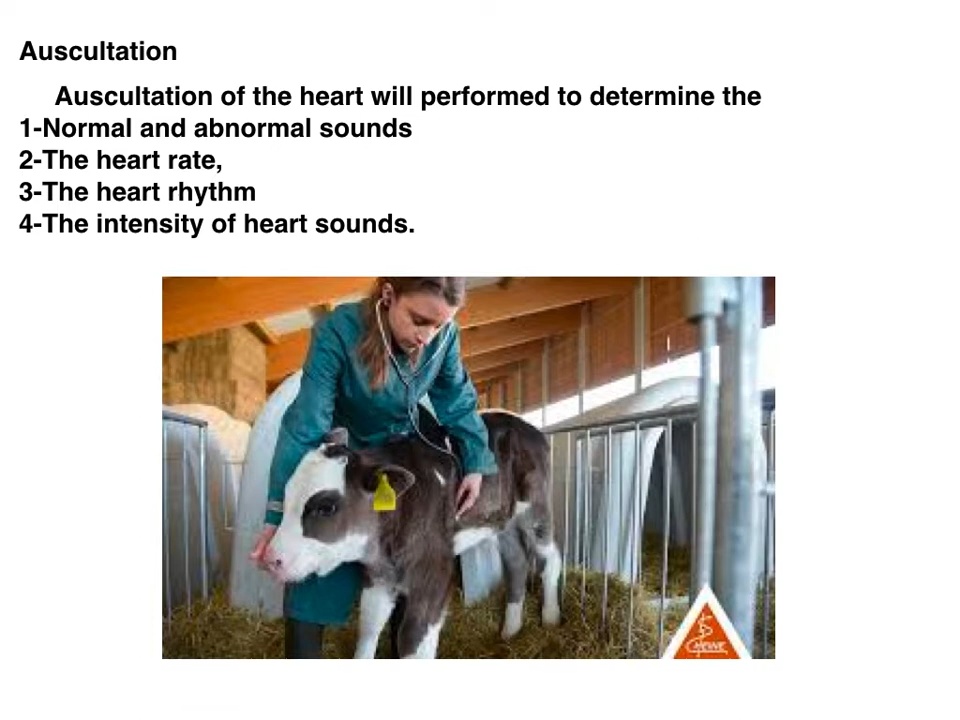 Auscultation
Auscultation of the heart will performed to determine the
1-Normal and abnormal sounds
2-The heart rate,
3-The heart rhythm
4-The intensity of heart sounds.